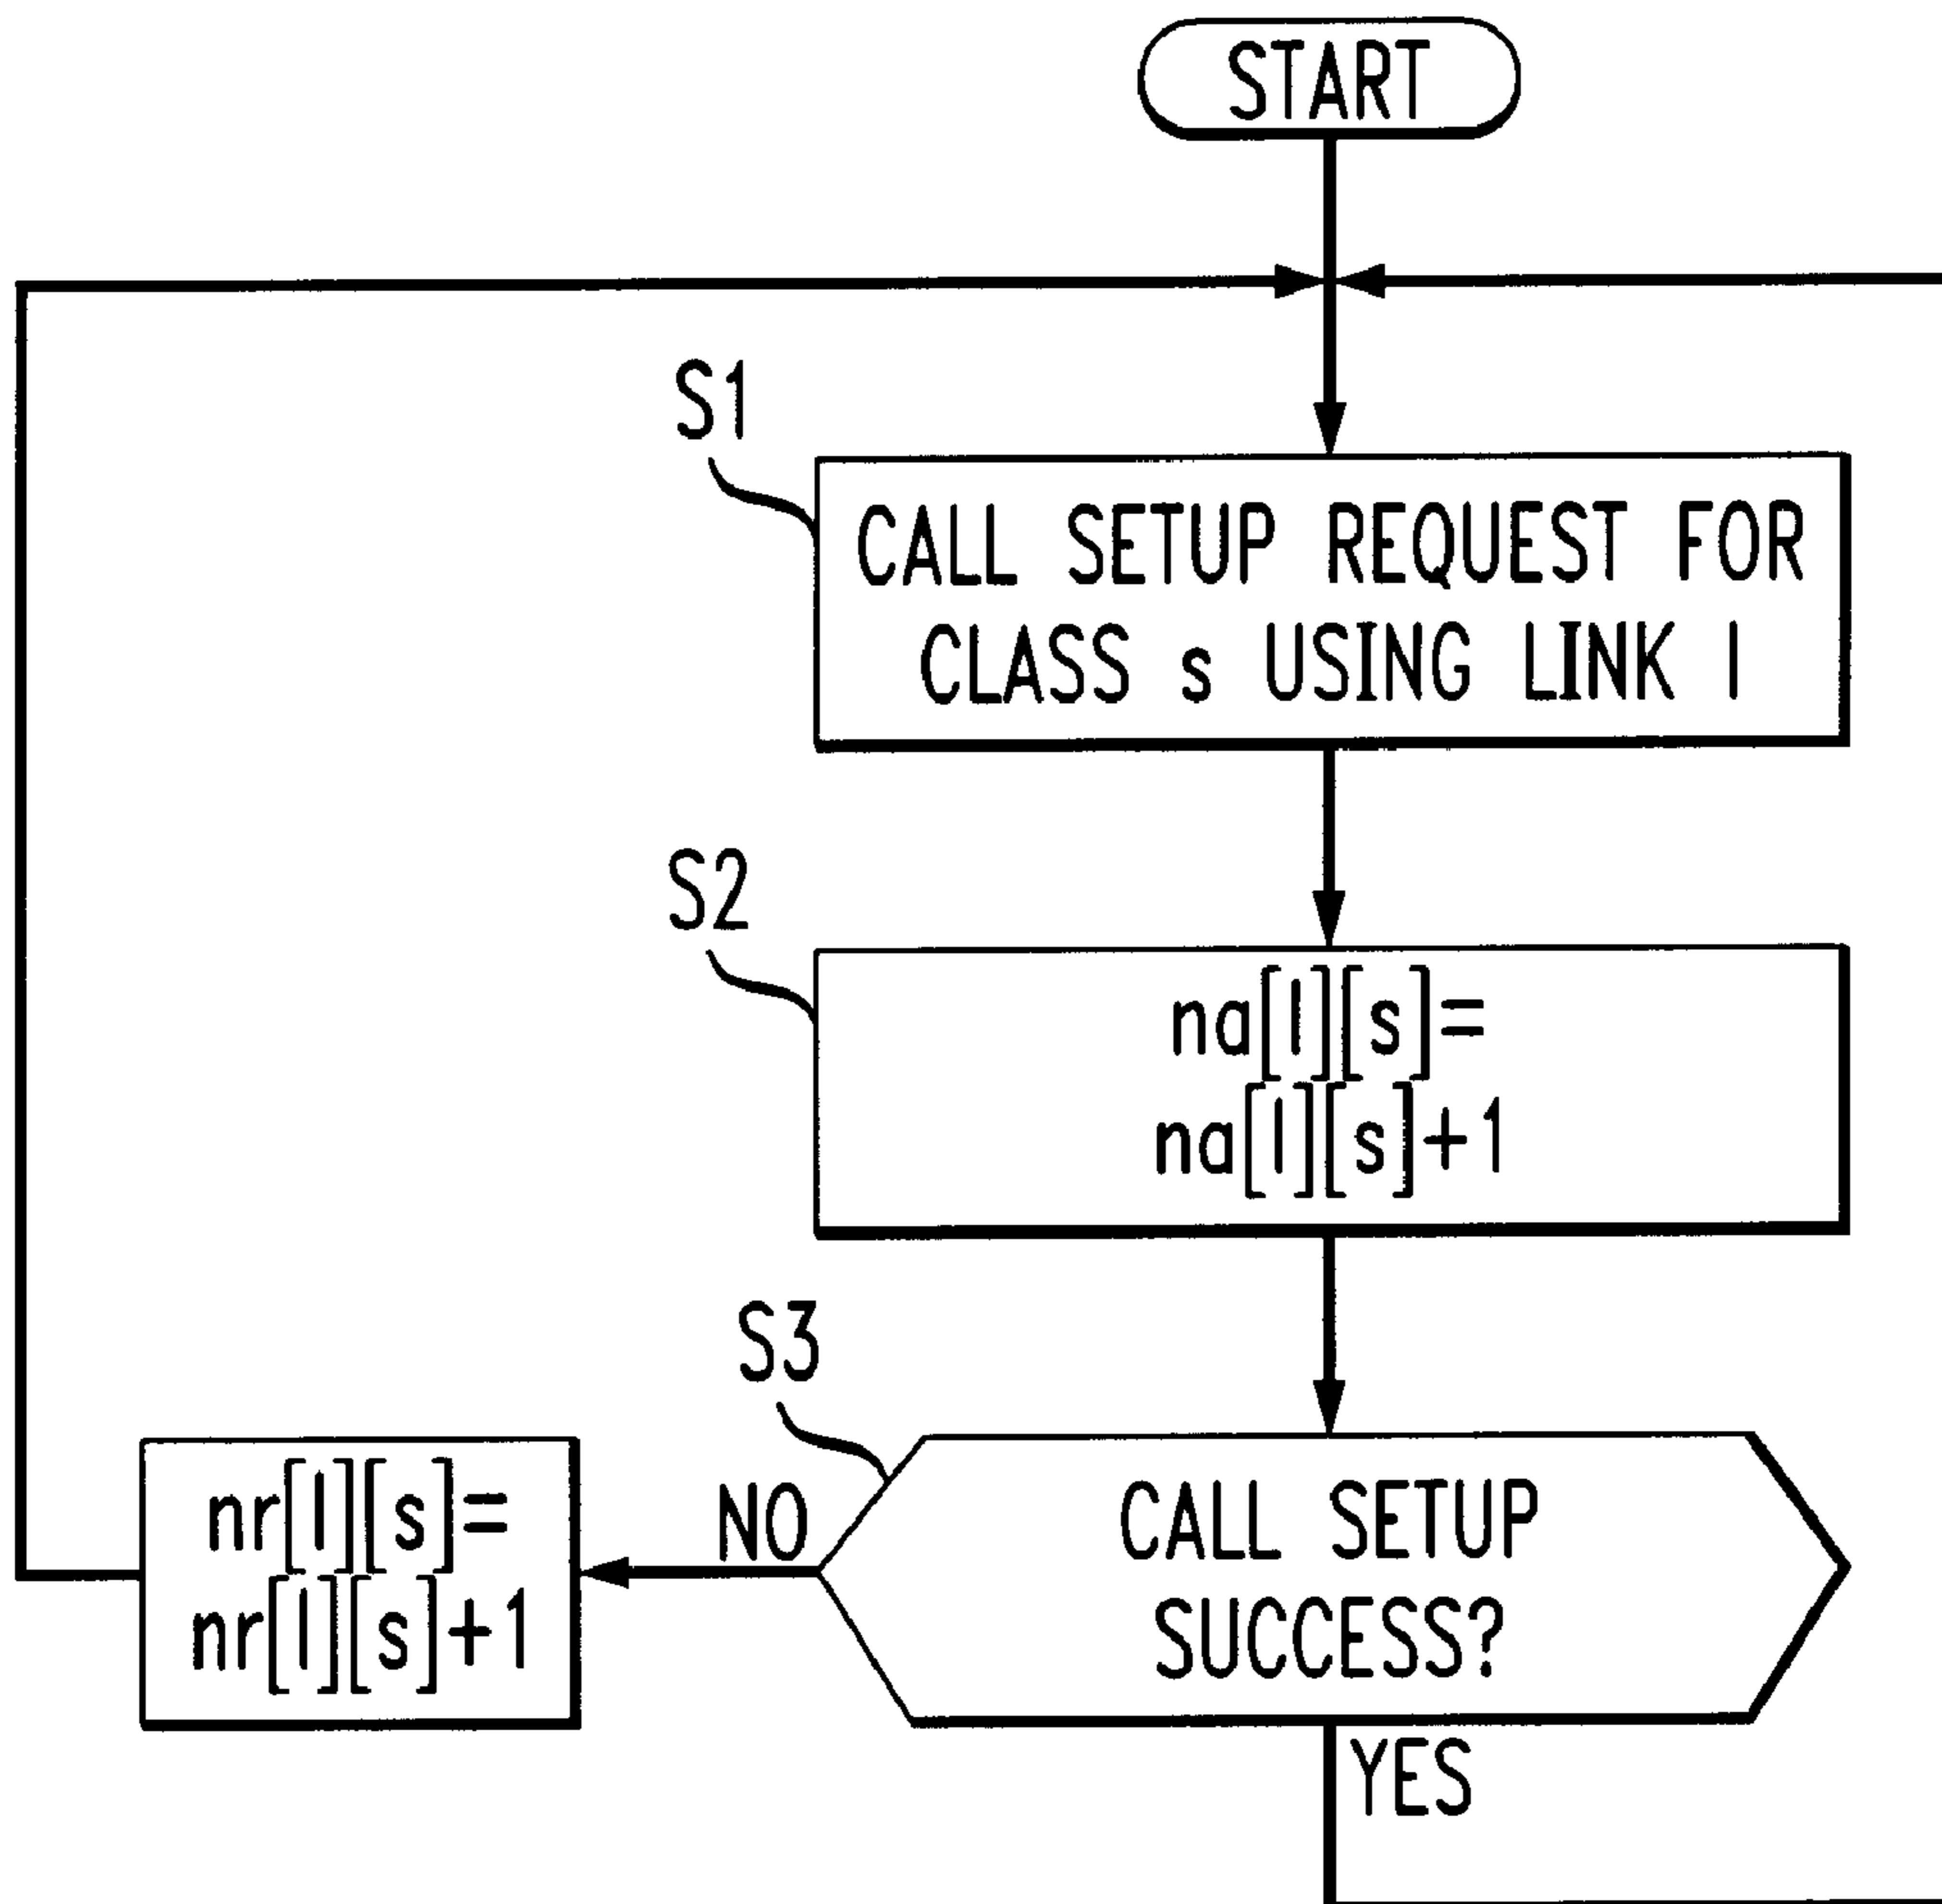 START
S1
CALL SETUP REQUEST FOR
CLASS s USING LINK l
S2
na[l][s]=
na[l][s]+1
S3
CALL SETUP
SUCCESS?
NO
nr[l][s]=
nr[l][s]+1
YES